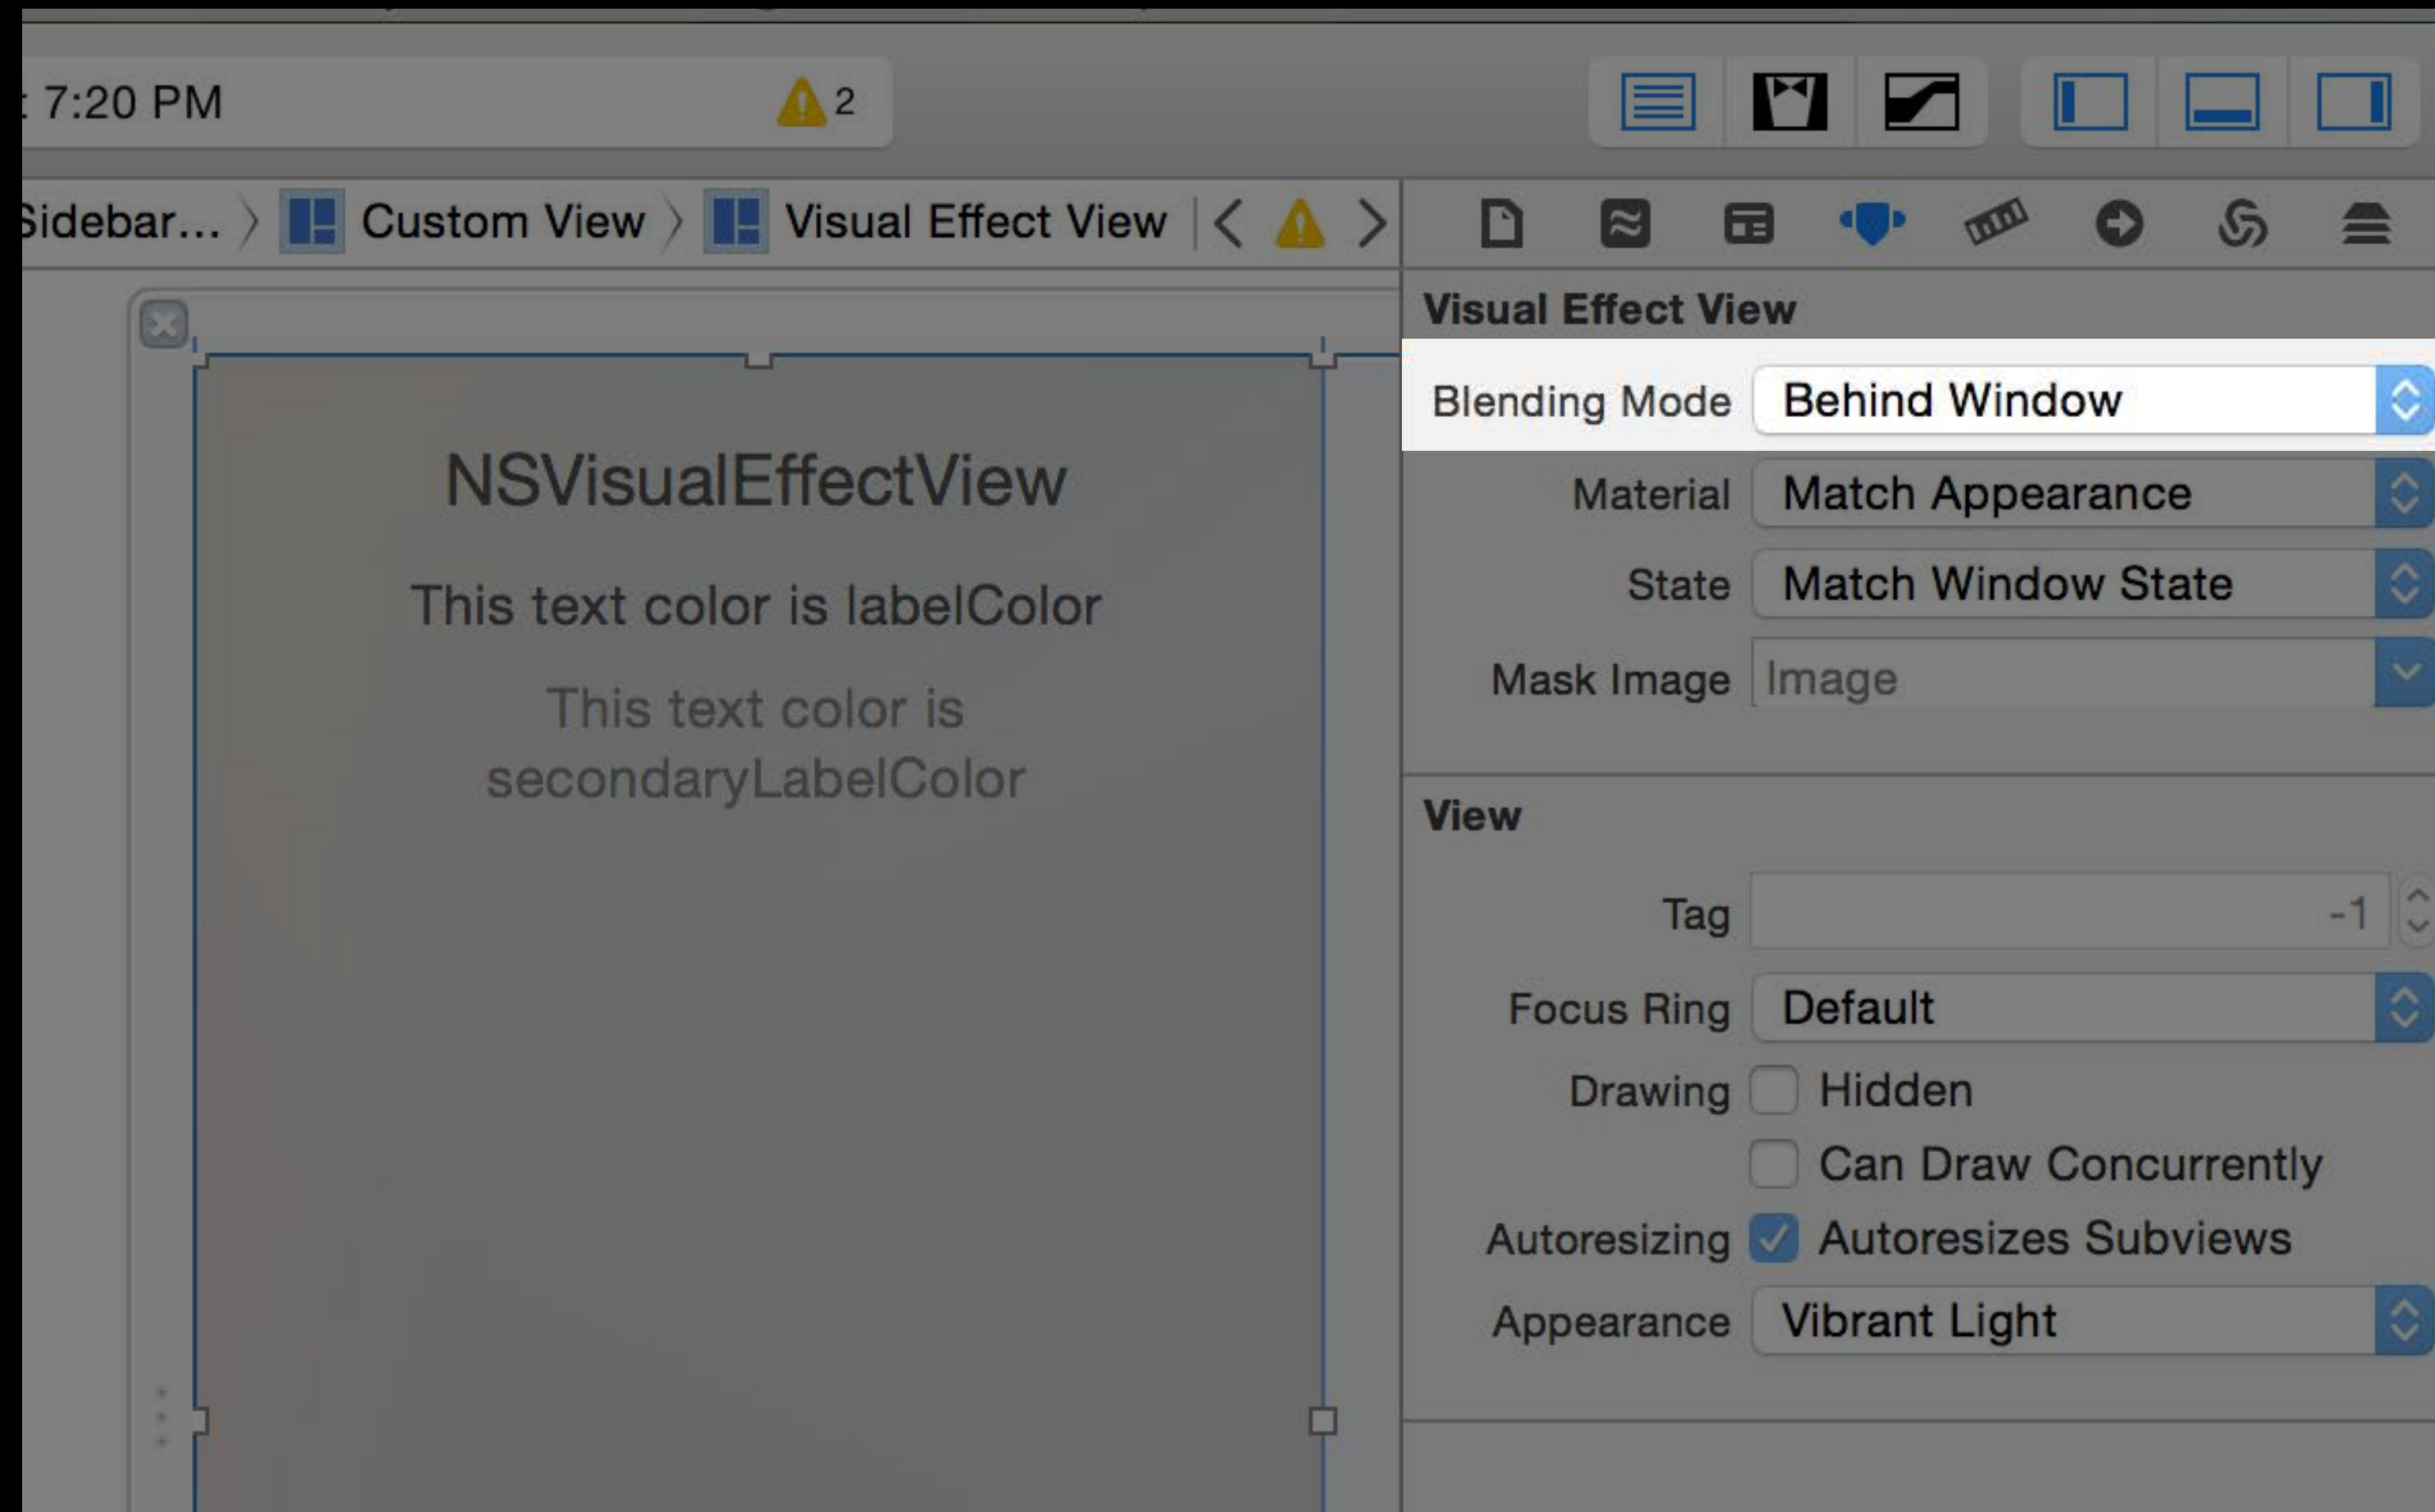 : 7:20 PM
2
Sidebar... Custom View Visual Effect View
Visual Effect View
Blending Mode Behind Window
Material Match Appearance
State Match Window State
Mask Image Image
NSVisualEffectView
This text color is labelColor
This text color is
secondaryLabelColor
View
Tag -1
Focus Ring Default
Drawing Hidden
Can Draw Concurrently
Autoresizing Autoresizes Subviews
Appearance Vibrant Light